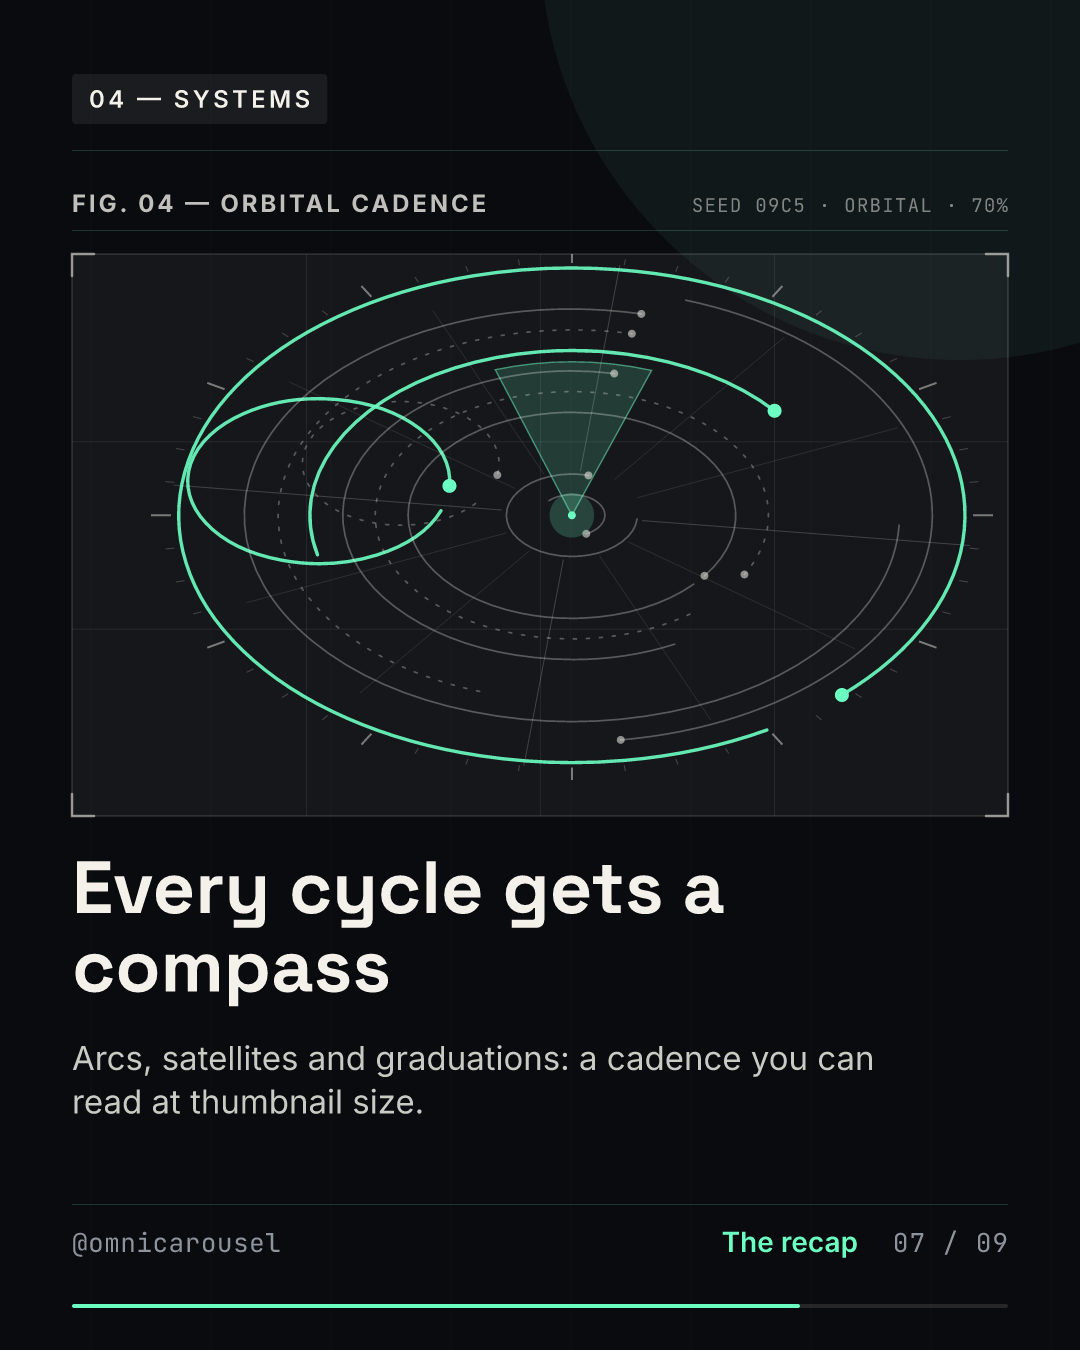 04 — SYSTEMS
FIG. 04 — ORBITAL CADENCE
SEED 09C5 · ORBITAL · 70%
Every cycle gets a
compass
Arcs, satellites and graduations: a cadence you can
read at thumbnail size.
@omnicarousel
The recap
07 / 09